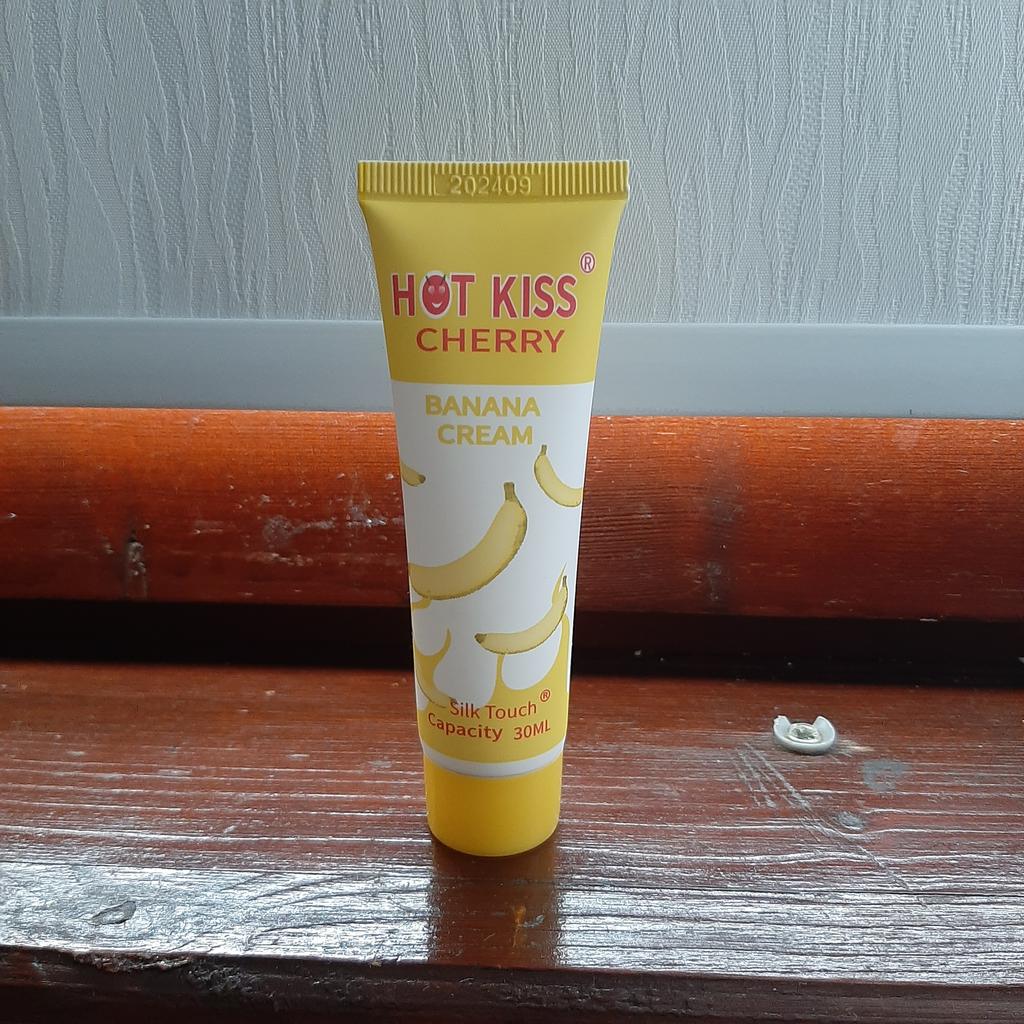 202409
HOT KISS®
CHERRY
BANANA
CREAM
Silk Touch®
Capacity 30ML